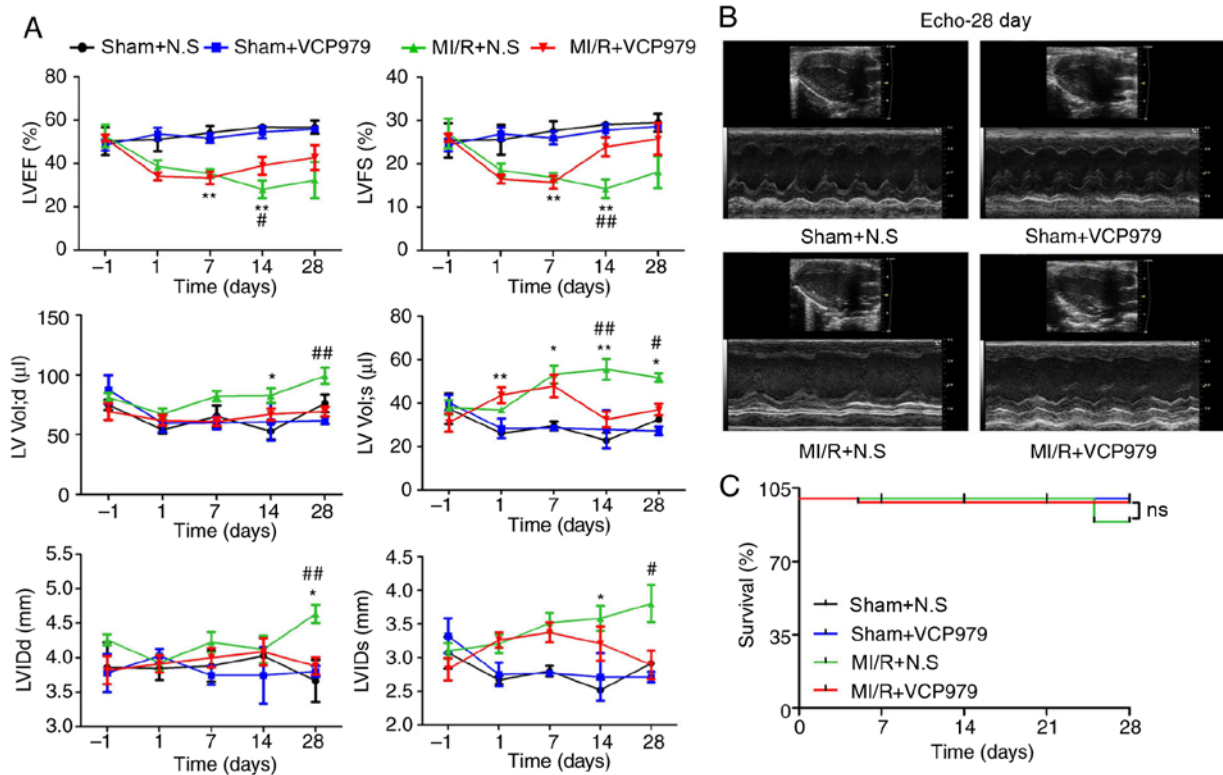 A
Sham+N.S Sham+VCP979 MI/R+N.S MI/R+VCP979
LVEF (%)
80
60
40
20
0
**
**
#
−1 1 7 14 28
Time (days)
LVFS (%)
40
30
20
10
0
**
**
##
−1 1 7 14 28
Time (days)
LV Vol;d (µl)
150
100
50
0
*
##
−1 1 7 14 28
Time (days)
LV Vol;s (µl)
80
60
40
20
0
**
*
##
**
#
*
−1 1 7 14 28
Time (days)
LVIDd (mm)
5.5
5.0
4.5
4.0
3.5
3.0
##
*
−1 1 7 14 28
Time (days)
LVIDs (mm)
4.5
4.0
3.5
3.0
2.5
2.0
*
#
−1 1 7 14 28
Time (days)
B
Echo-28 day
Sham+N.S
Sham+VCP979
MI/R+N.S
MI/R+VCP979
C
Survival (%)
105
70
35
0
ns
Sham+N.S
Sham+VCP979
MI/R+N.S
MI/R+VCP979
0 7 14 21 28
Time (days)